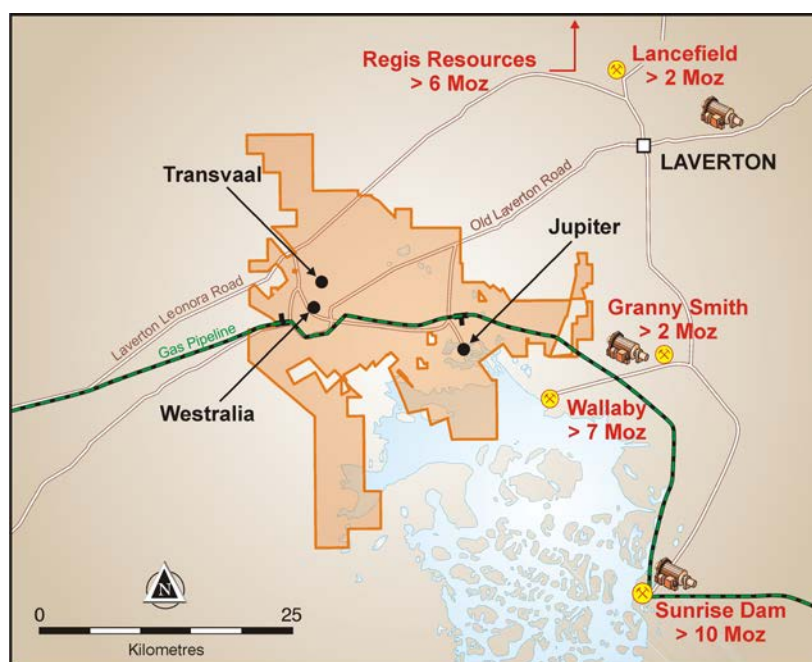 Regis Resources
> 6 Moz
Lancefield
> 2 Moz
LAVERTON
Transvaal
Old Laverton Road
Jupiter
Laverton Leonora Road
Gas Pipeline
Granny Smith
> 2 Moz
Westralia
Wallaby
> 7 Moz
N
0 25
Kilometres
Sunrise Dam
> 10 Moz